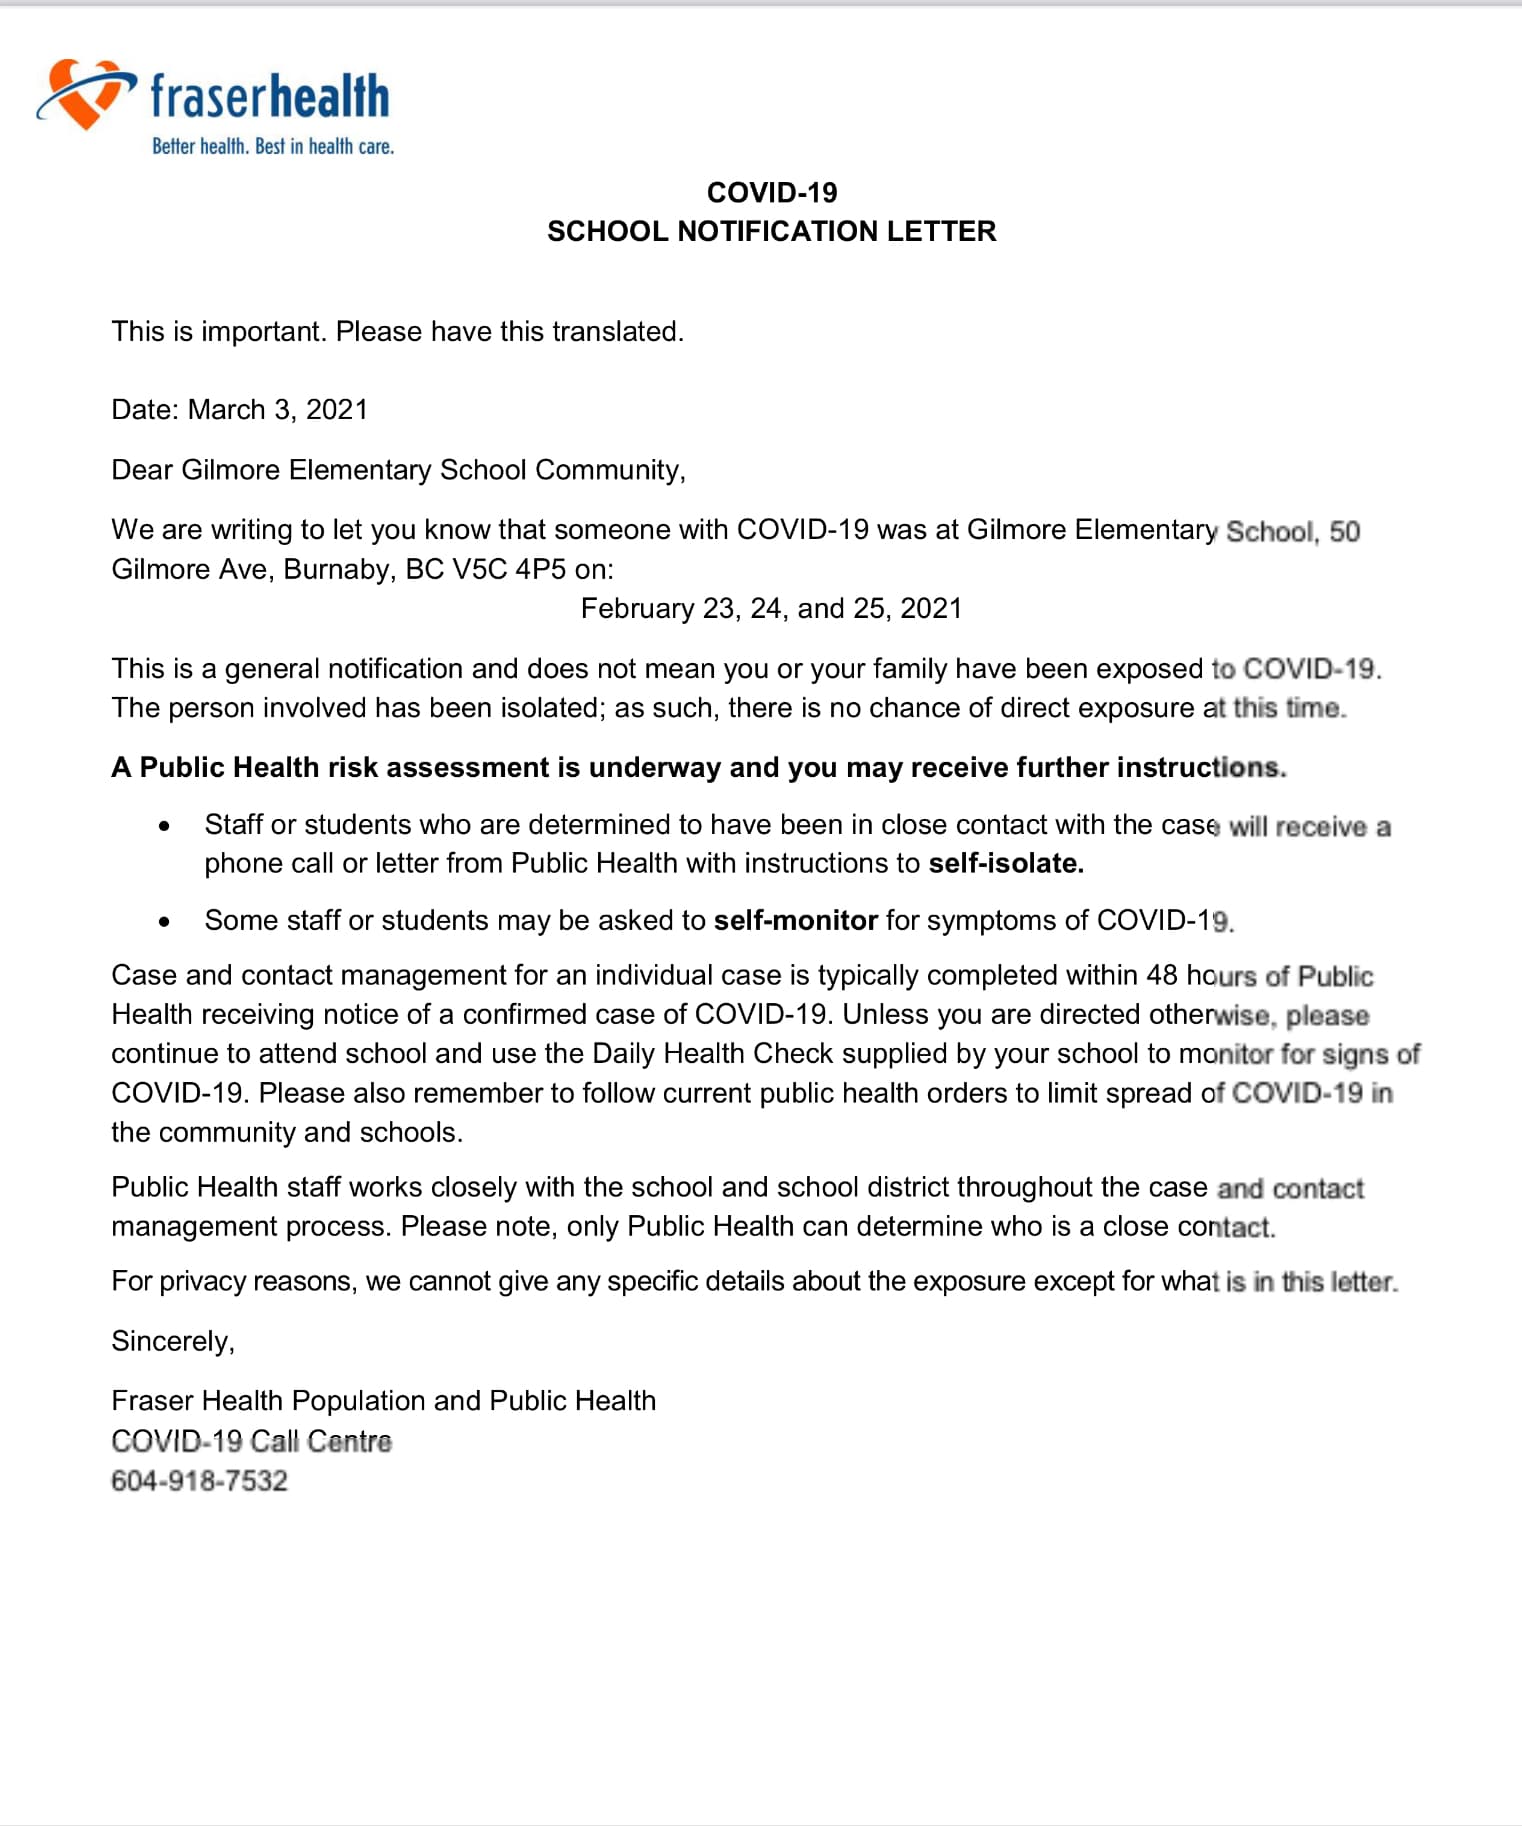 fraserhealth
Better health. Best in health care.
COVID-19
SCHOOL NOTIFICATION LETTER
This is important. Please have this translated.
Date: March 3, 2021
Dear Gilmore Elementary School Community,
We are writing to let you know that someone with COVID-19 was at Gilmore Elementary School, 50
Gilmore Ave, Burnaby, BC V5C 4P5 on:
February 23, 24, and 25, 2021
This is a general notification and does not mean you or your family have been exposed to COVID-19.
The person involved has been isolated; as such, there is no chance of direct exposure at this time.
A Public Health risk assessment is underway and you may receive further instructions.
• Staff or students who are determined to have been in close contact with the case will receive a
phone call or letter from Public Health with instructions to self-isolate.
• Some staff or students may be asked to self-monitor for symptoms of COVID-19.
Case and contact management for an individual case is typically completed within 48 hours of Public
Health receiving notice of a confirmed case of COVID-19. Unless you are directed otherwise, please
continue to attend school and use the Daily Health Check supplied by your school to monitor for signs of
COVID-19. Please also remember to follow current public health orders to limit spread of COVID-19 in
the community and schools.
Public Health staff works closely with the school and school district throughout the case and contact
management process. Please note, only Public Health can determine who is a close contact.
For privacy reasons, we cannot give any specific details about the exposure except for what is in this letter.
Sincerely,
Fraser Health Population and Public Health
COVID-19 Call Centre
604-918-7532